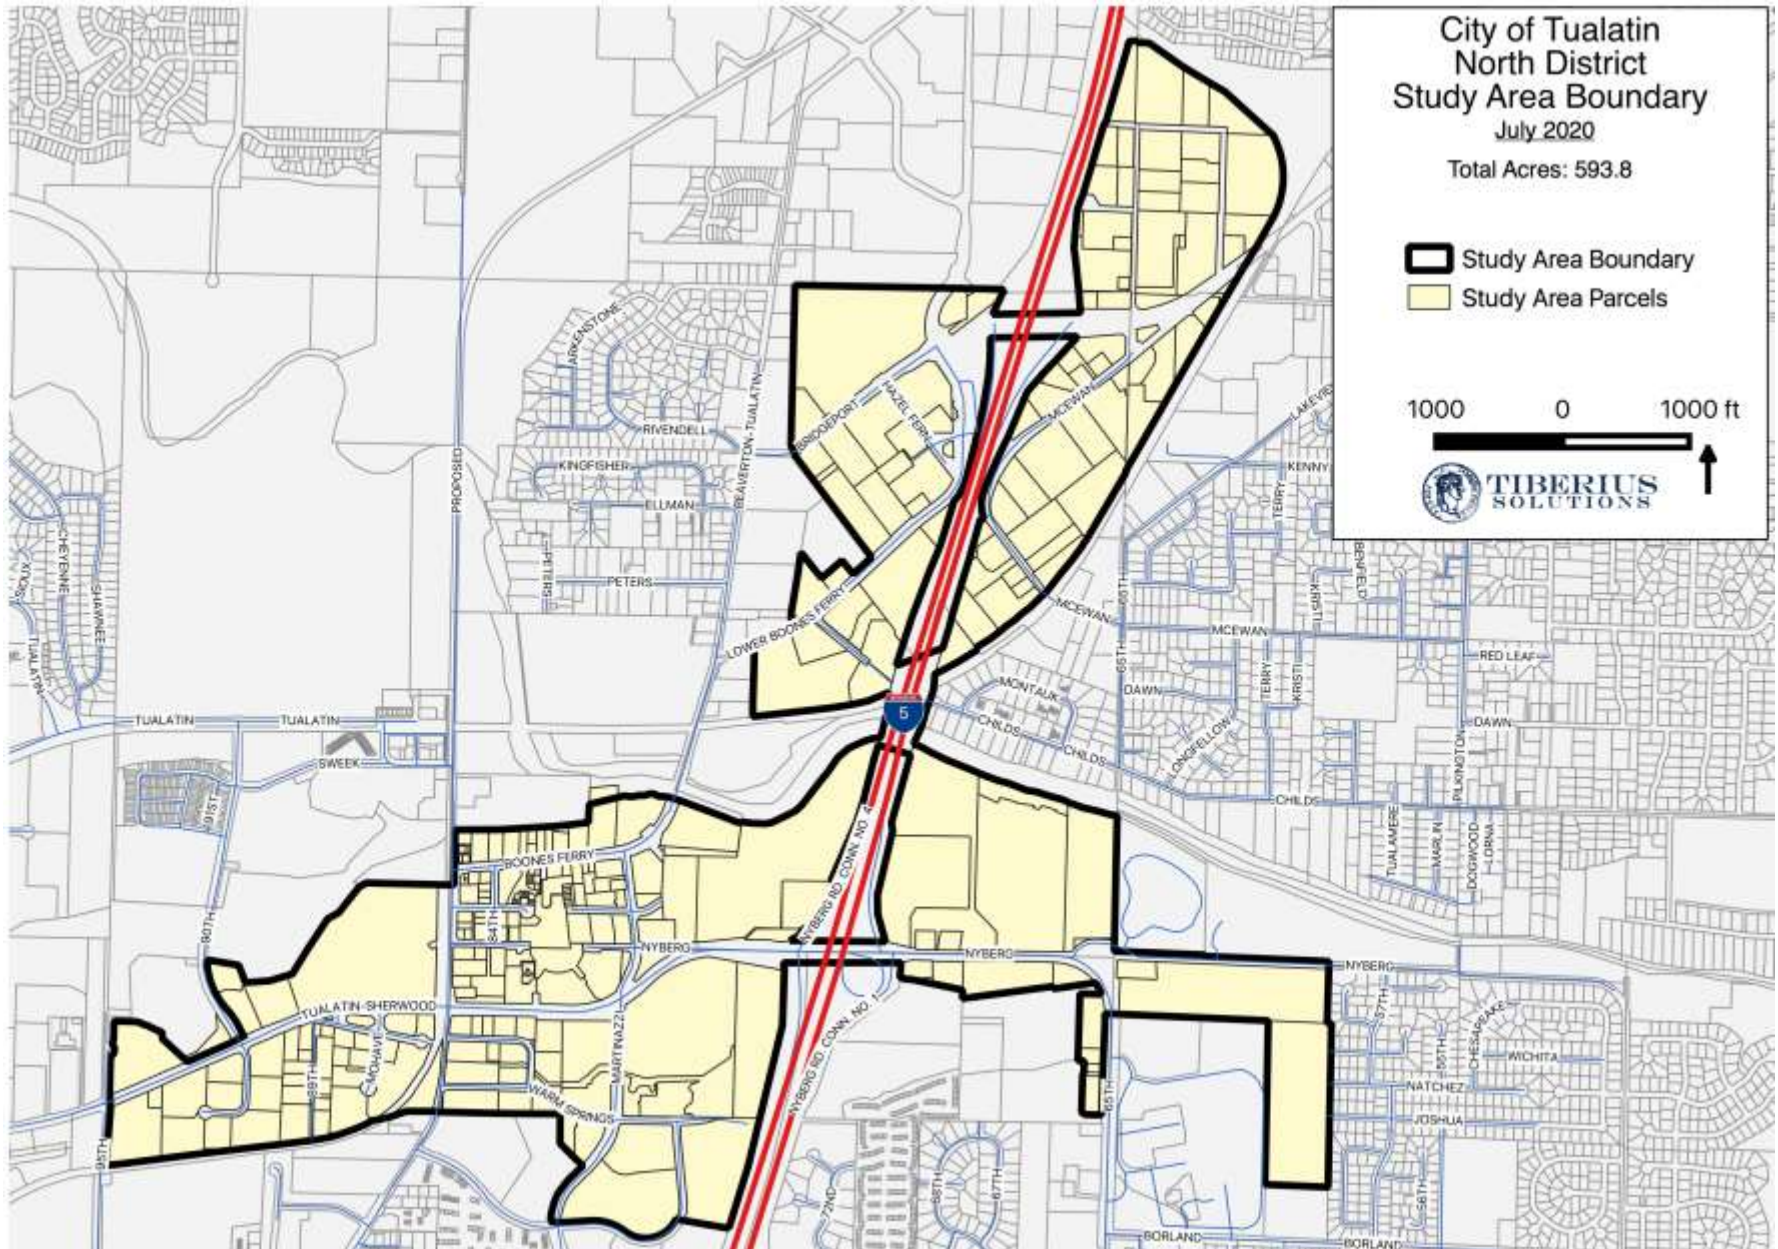 City of Tualatin
North District
Study Area Boundary
July 2020
Total Acres: 593.8
Study Area Boundary
Study Area Parcels
1000 0 1000 ft
TIBERIUS
SOLUTIONS
ARKENSTONE
RIVENDELL
KINGFISHER
ELLMAN
PETERS
PETERS
BEAVERTON-TUALATIN
PROPOSED
BRIDGEPORT
HAZEL FERN
MCEWAN
LOWER BOONES FERRY
MCEWAN
MCEWAN
65TH
KENNY
TERRY
KRISTI
RED LEAF
TERRY
KRISTI
DAWN
DAWN
MONTAUK
CHILDS
CHILDS
CHILDS
LONGFELLOW
PILKINGTON
TUALAMERE
MARLIN
DOGWOOD
LORNA
CHEYENNE
SHAWNEE
TUALATIN
TUALATIN
TUALATIN
SWEEK
91ST
90TH
5
BOONES FERRY
84TH
NYBERG
NYBERG
NYBERG
NYBERG RD. CONN. NO. 4
NYBERG RD. CONN. NO. 1
TUALATIN-SHERWOOD
MARTINAZZI
WARM SPRINGS
MOHAVE
89TH
95TH
65TH
57TH
55TH
CHESAPEAKE
WICHITA
NATCHEZ
JOSHUA
56TH
72ND
68TH
67TH
BORLAND
BORLAND